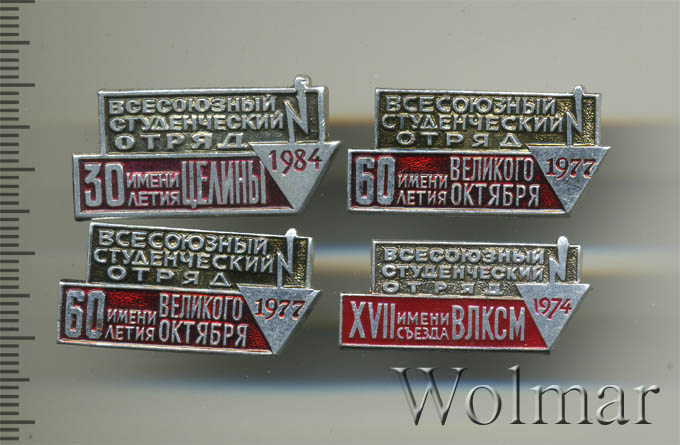 ВСЕСОЮЗНЫЙ
СТУДЕНЧЕСКИЙ
ОТРЯД
1984
30 ИМЕНИ ЛЕТИЯ ЦЕЛИНЫ
ВСЕСОЮЗНЫЙ
СТУДЕНЧЕСКИЙ
ОТРЯД
1977
60 ИМЕНИ ВЕЛИКОГО
ЛЕТИЯ ОКТЯБРЯ
ВСЕСОЮЗНЫЙ
СТУДЕНЧЕСКИЙ
ОТРЯД
1977
60 ИМЕНИ ВЕЛИКОГО
ЛЕТИЯ ОКТЯБРЯ
ВСЕСОЮЗНЫЙ
СТУДЕНЧЕСКИЙ
ОТРЯД
1974
XVII ИМЕНИ СЪЕЗДА ВЛКСМ
Wolmar